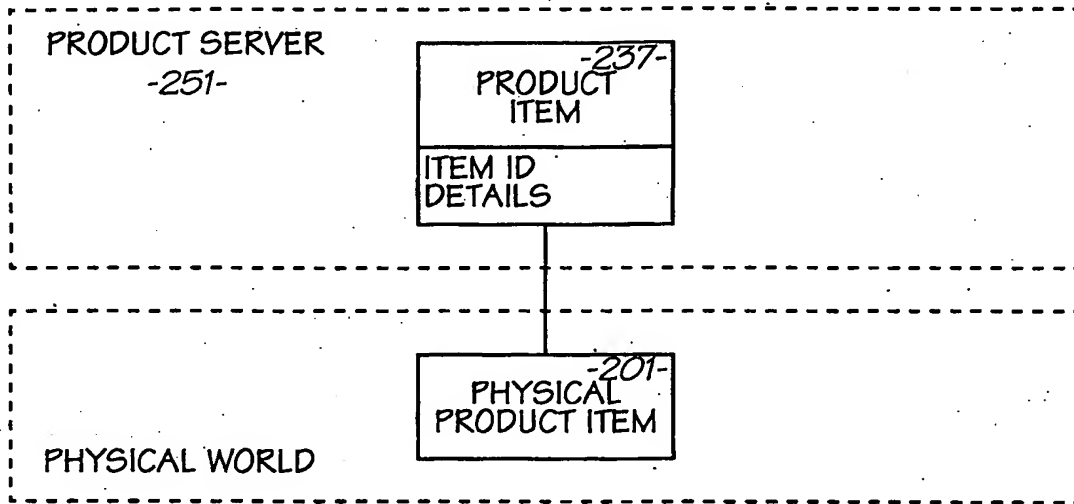 PRODUCT SERVER
-251-
-237-
PRODUCT
ITEM
ITEM ID
DETAILS
-201-
PHYSICAL
PRODUCT ITEM
PHYSICAL WORLD